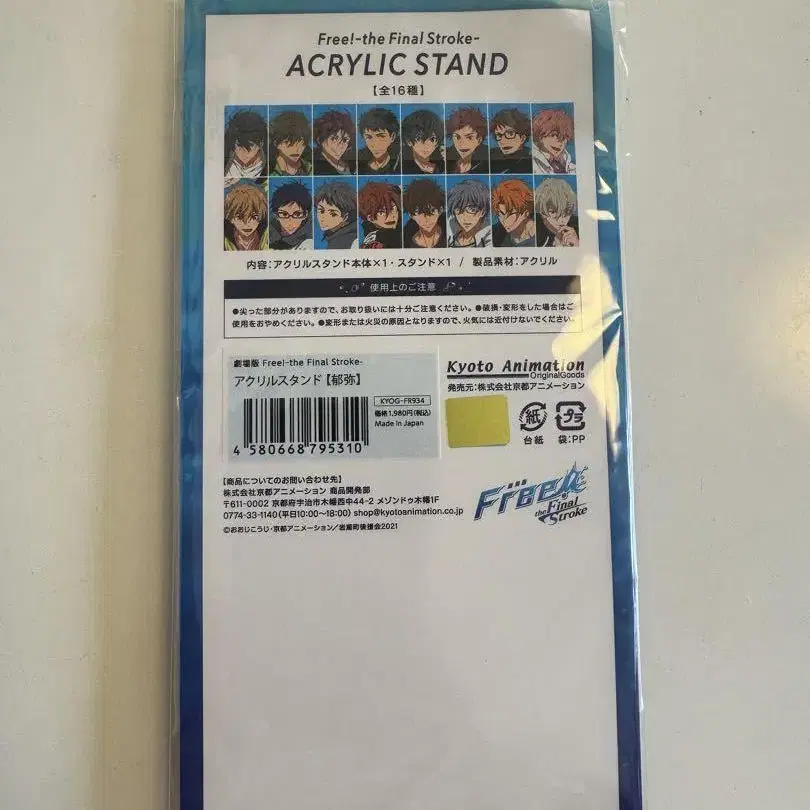 Free!-the Final Stroke-
ACRYLIC STAND
【全16種】
内容:アクリルスタンド本体×1・スタンド×1 / 製品素材:アクリル
使用上のご注意
●尖った部分がありますので、お取り扱いには十分ご注意ください。●破損・変形をした場合はご
使用をおやめください。●変形または火災の原因となりますので、火気には近付けないでください。
劇場版 Free!-the Final Stroke-
アクリルスタンド【郁弥】
KYOG-FR934
価格1,980円(税込)
Made in Japan
4 580668 795310
Kyoto Animation
OriginalGoods
発売元:株式会社京都アニメーション
紙
プラ
台紙
袋:PP
【商品についてのお問い合わせ先】
株式会社京都アニメーション 商品開発部
〒611-0002 京都府宇治市木幡西中44-2 メゾンドゥ木幡1F
0774-33-1140(平日10:00~18:00) shop@kyotoanimation.co.jp
©おおじこうじ・京都アニメーション/岩鳶町後援会2021
Free!
the Final
Stroke